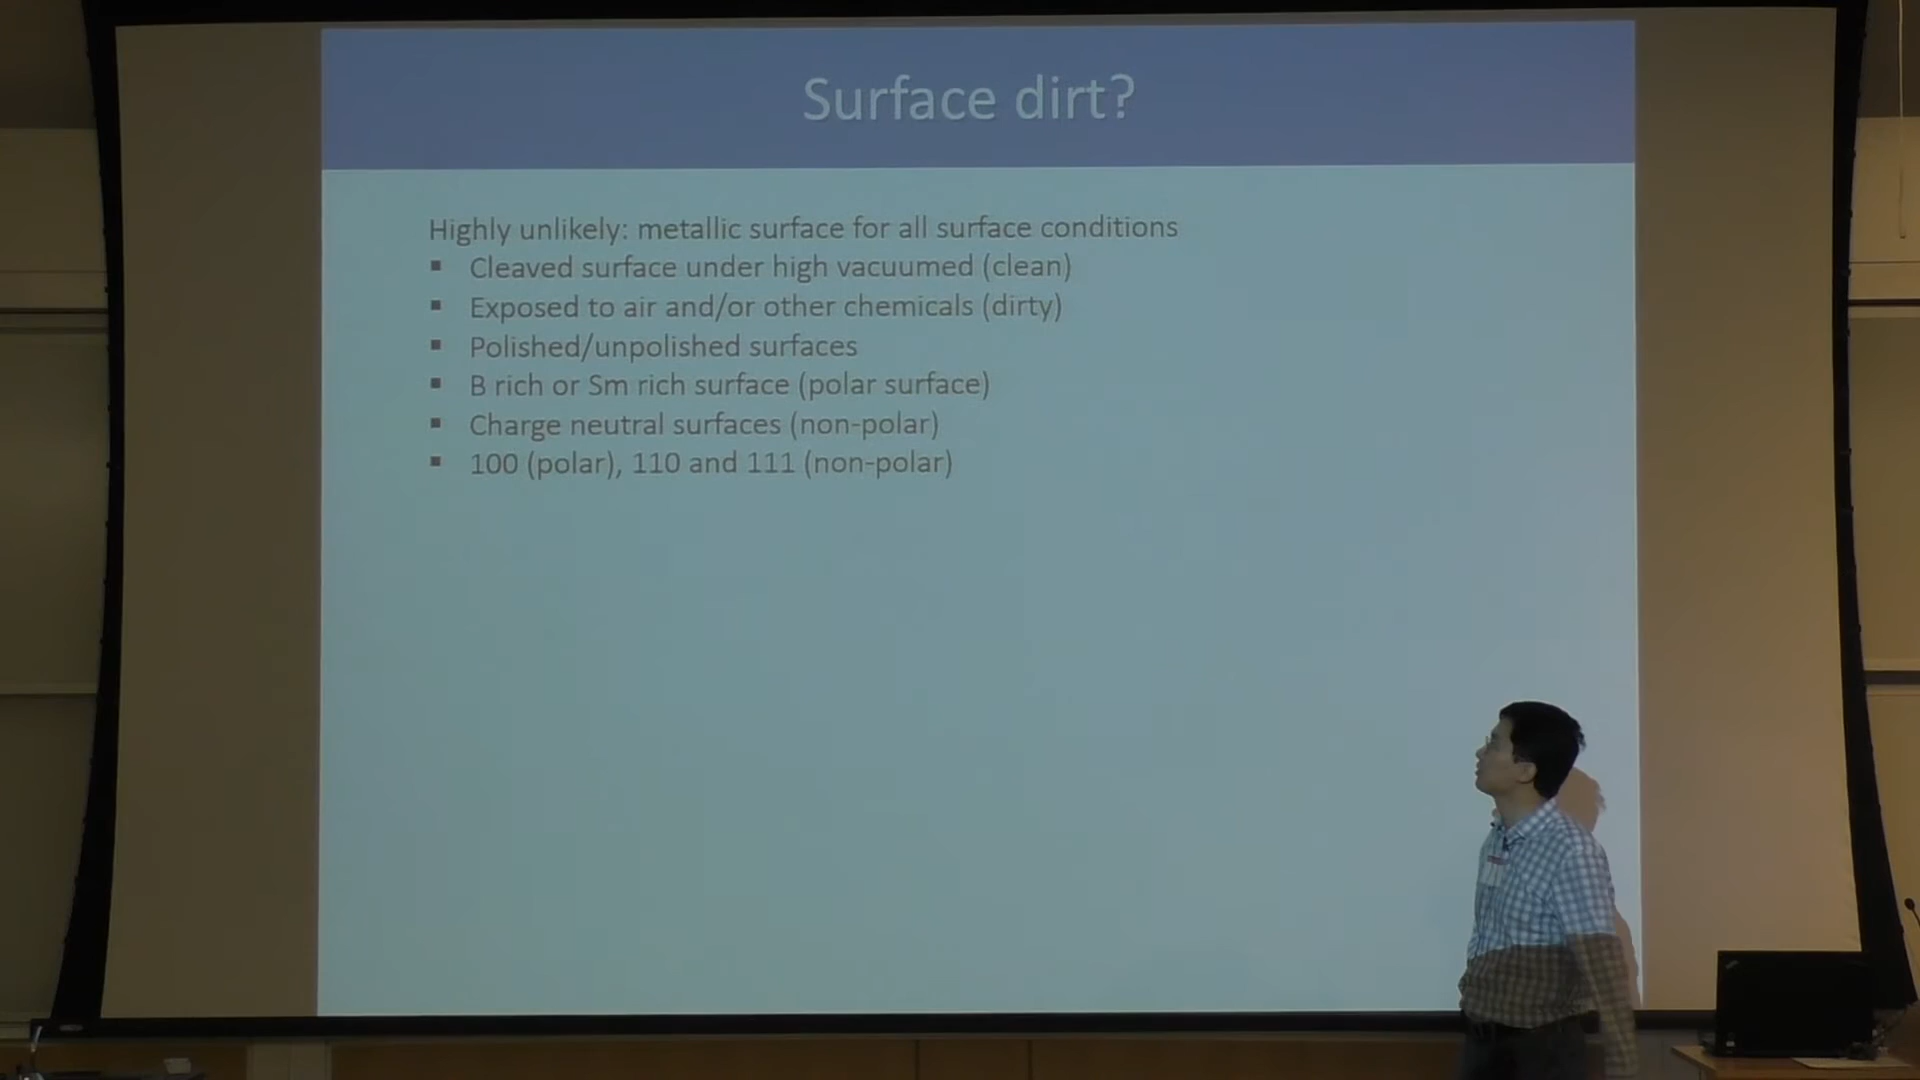 Surface dirt?
Highly unlikely: metallic surface for all surface conditions
▪ Cleaved surface under high vacuumed (clean)
▪ Exposed to air and/or other chemicals (dirty)
▪ Polished/unpolished surfaces
▪ B rich or Sm rich surface (polar surface)
▪ Charge neutral surfaces (non-polar)
▪ 100 (polar), 110 and 111 (non-polar)